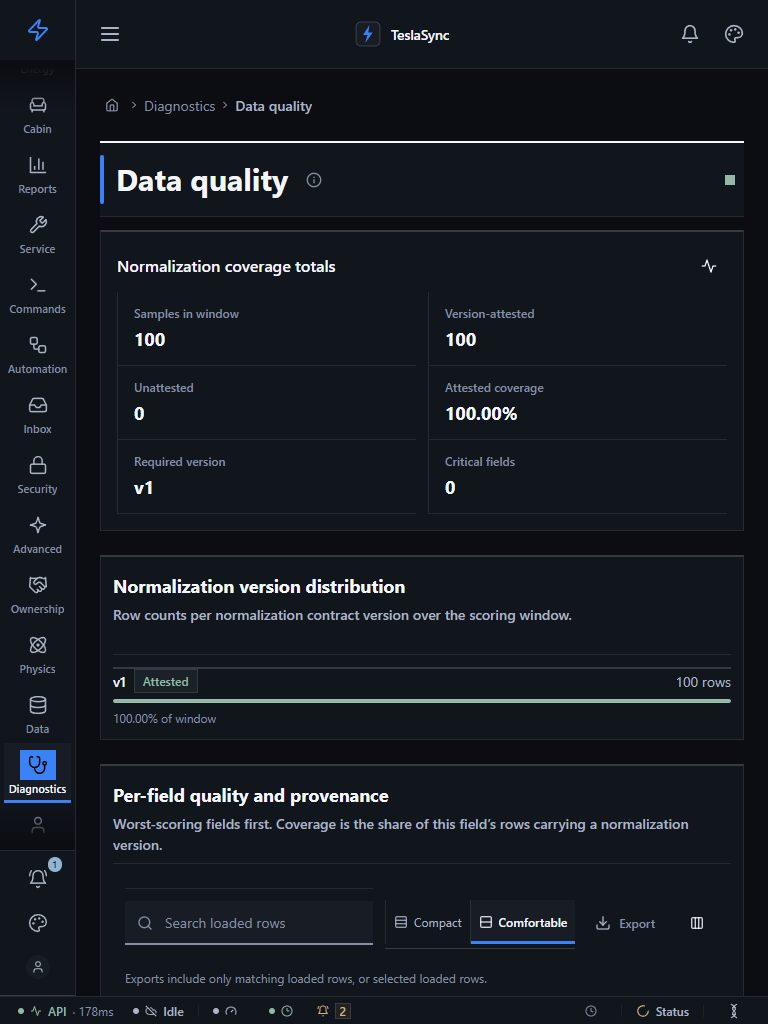 TeslaSync
Energy
Cabin
Reports
Service
Commands
Automation
Inbox
Security
Advanced
Ownership
Physics
Data
Diagnostics
1
Diagnostics
Data quality
Data quality
Normalization coverage totals
Samples in window
100
Version-attested
100
Unattested
0
Attested coverage
100.00%
Required version
v1
Critical fields
0
Normalization version distribution
Row counts per normalization contract version over the scoring window.
v1 Attested 100 rows
100.00% of window
Per-field quality and provenance
Worst-scoring fields first. Coverage is the share of this field's rows carrying a normalization
version.
Search loaded rows Compact Comfortable Export
Exports include only matching loaded rows, or selected loaded rows.
API · 178ms Idle 2 Status